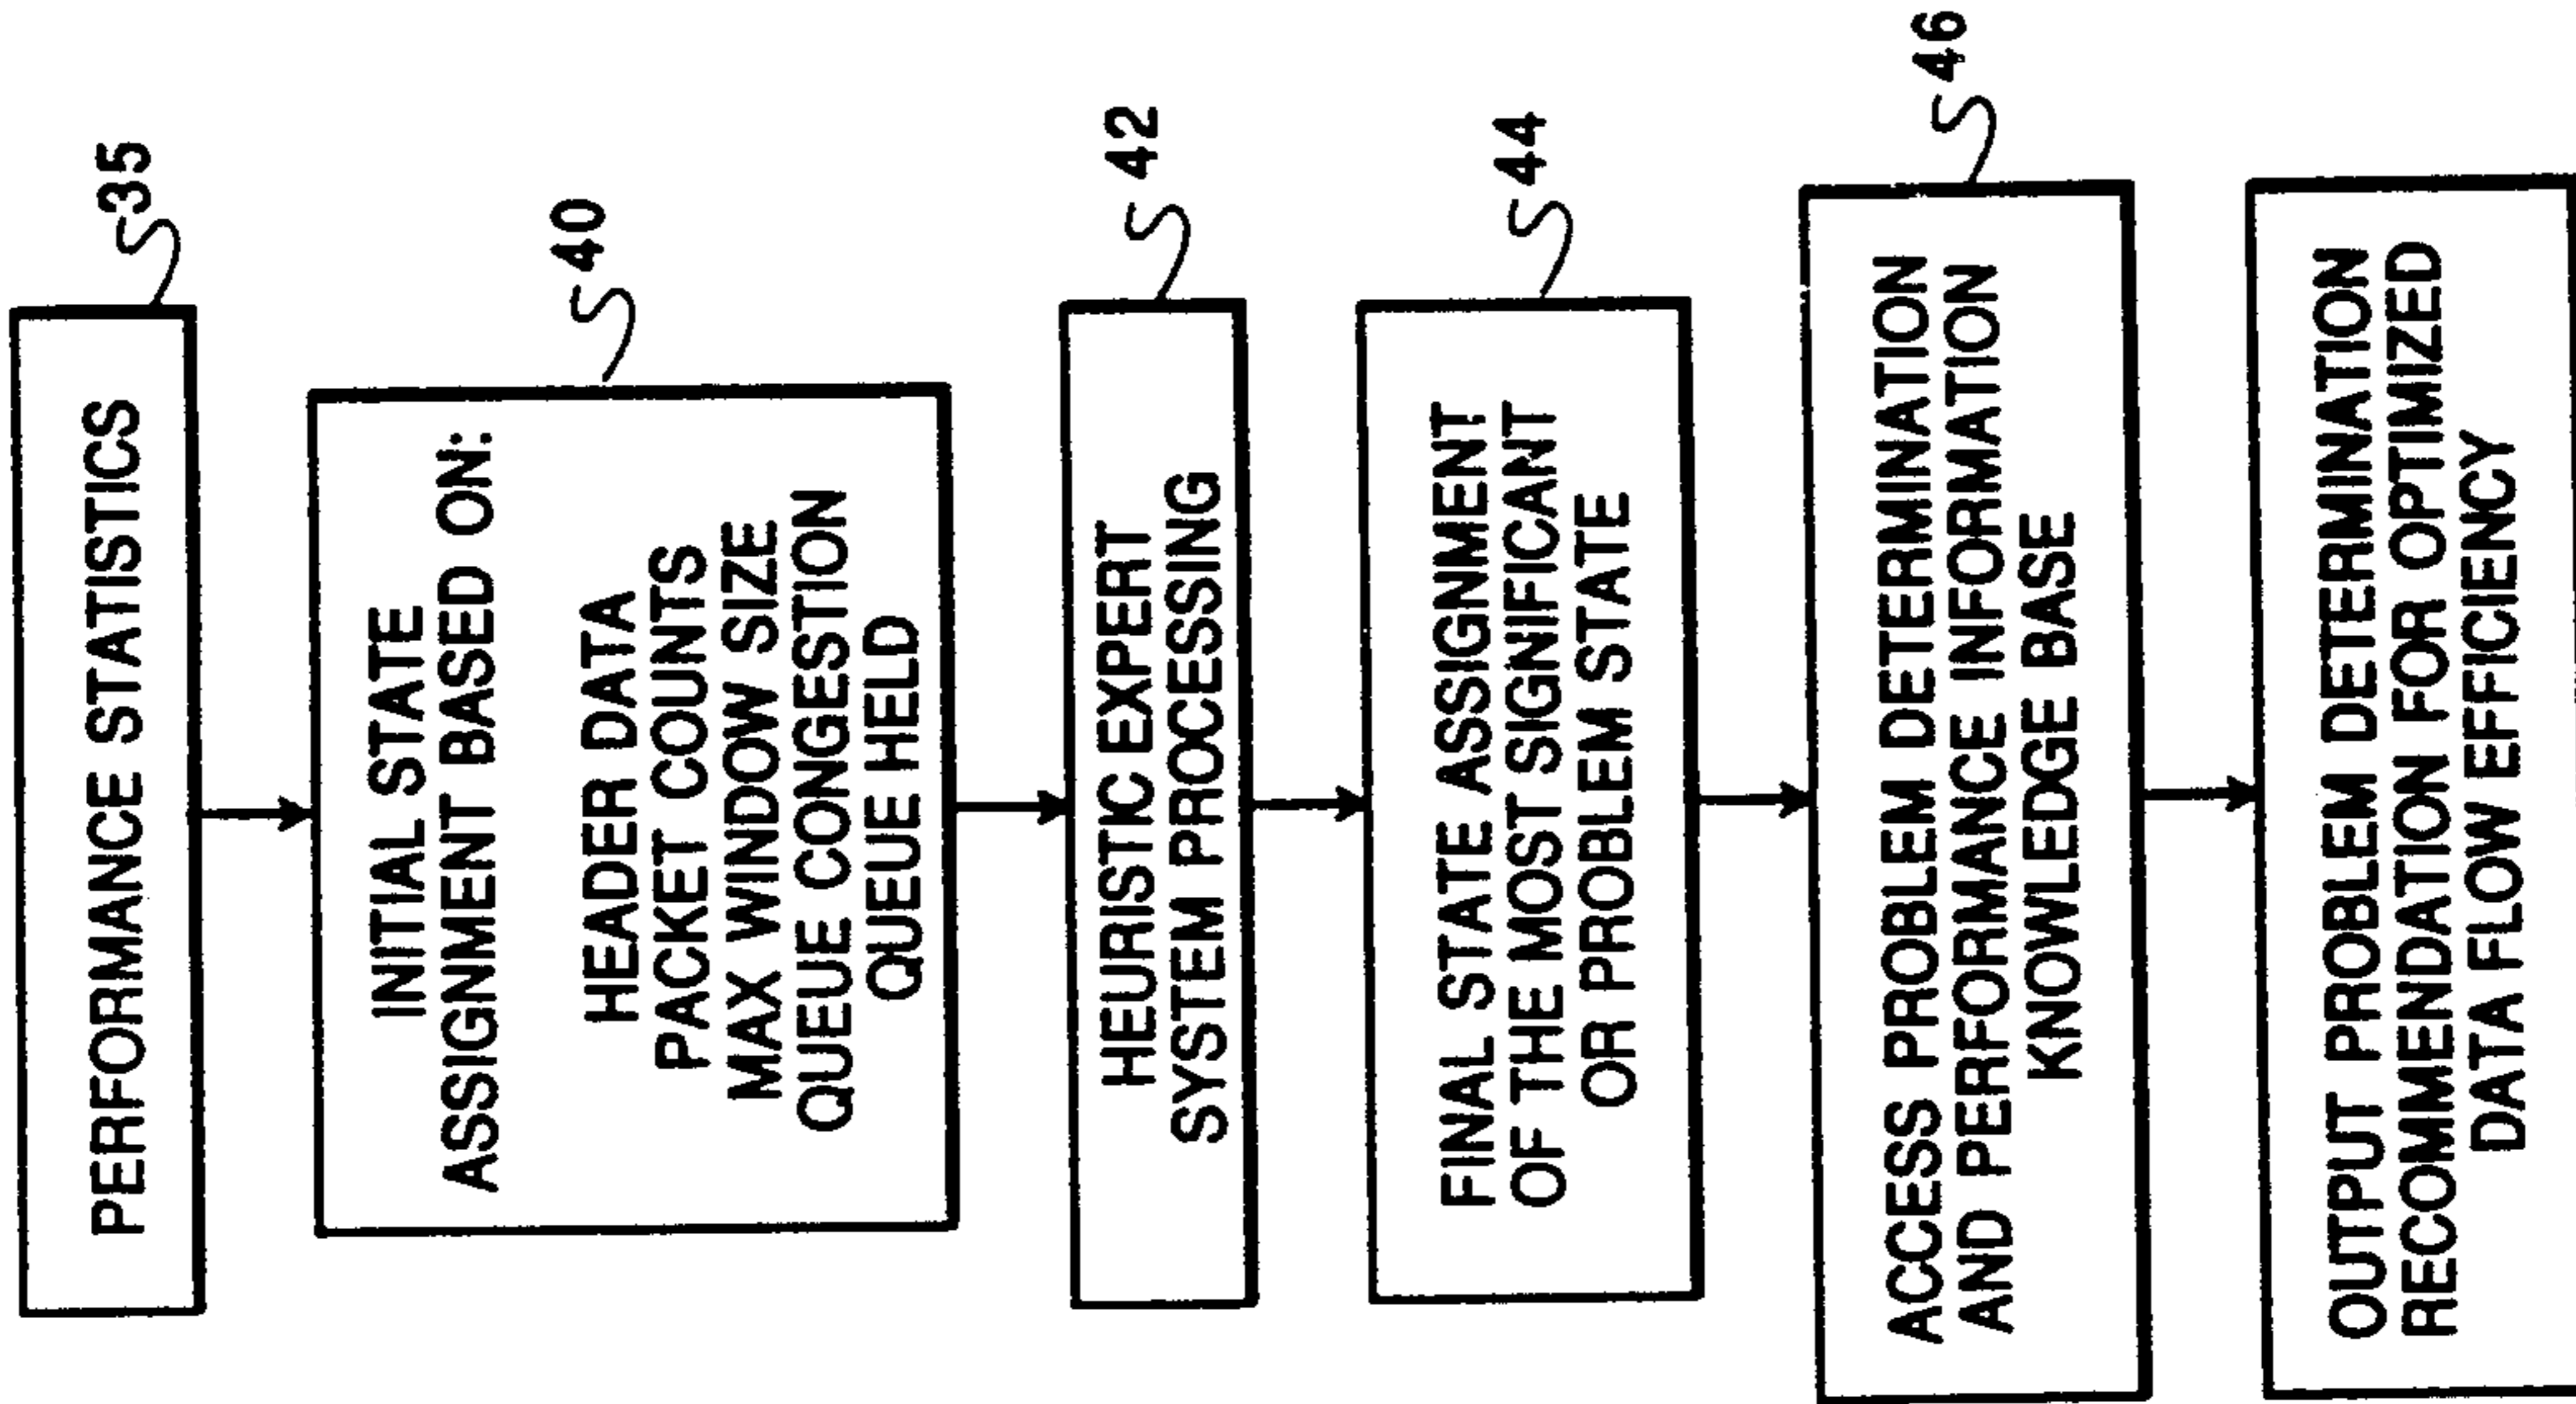 PERFORMANCE STATISTICS
35
INITIAL STATE
ASSIGNMENT BASED ON:
HEADER DATA
PACKET COUNTS
MAX WINDOW SIZE
QUEUE CONGESTION
QUEUE HELD
40
HEURISTIC EXPERT
SYSTEM PROCESSING
42
FINAL STATE ASSIGNMENT
OF THE MOST SIGNIFICANT
OR PROBLEM STATE
44
ACCESS PROBLEM DETERMINATION
AND PERFORMANCE INFORMATION
KNOWLEDGE BASE
46
OUTPUT PROBLEM DETERMINATION
RECOMMENDATION FOR OPTIMIZED
DATA FLOW EFFICIENCY